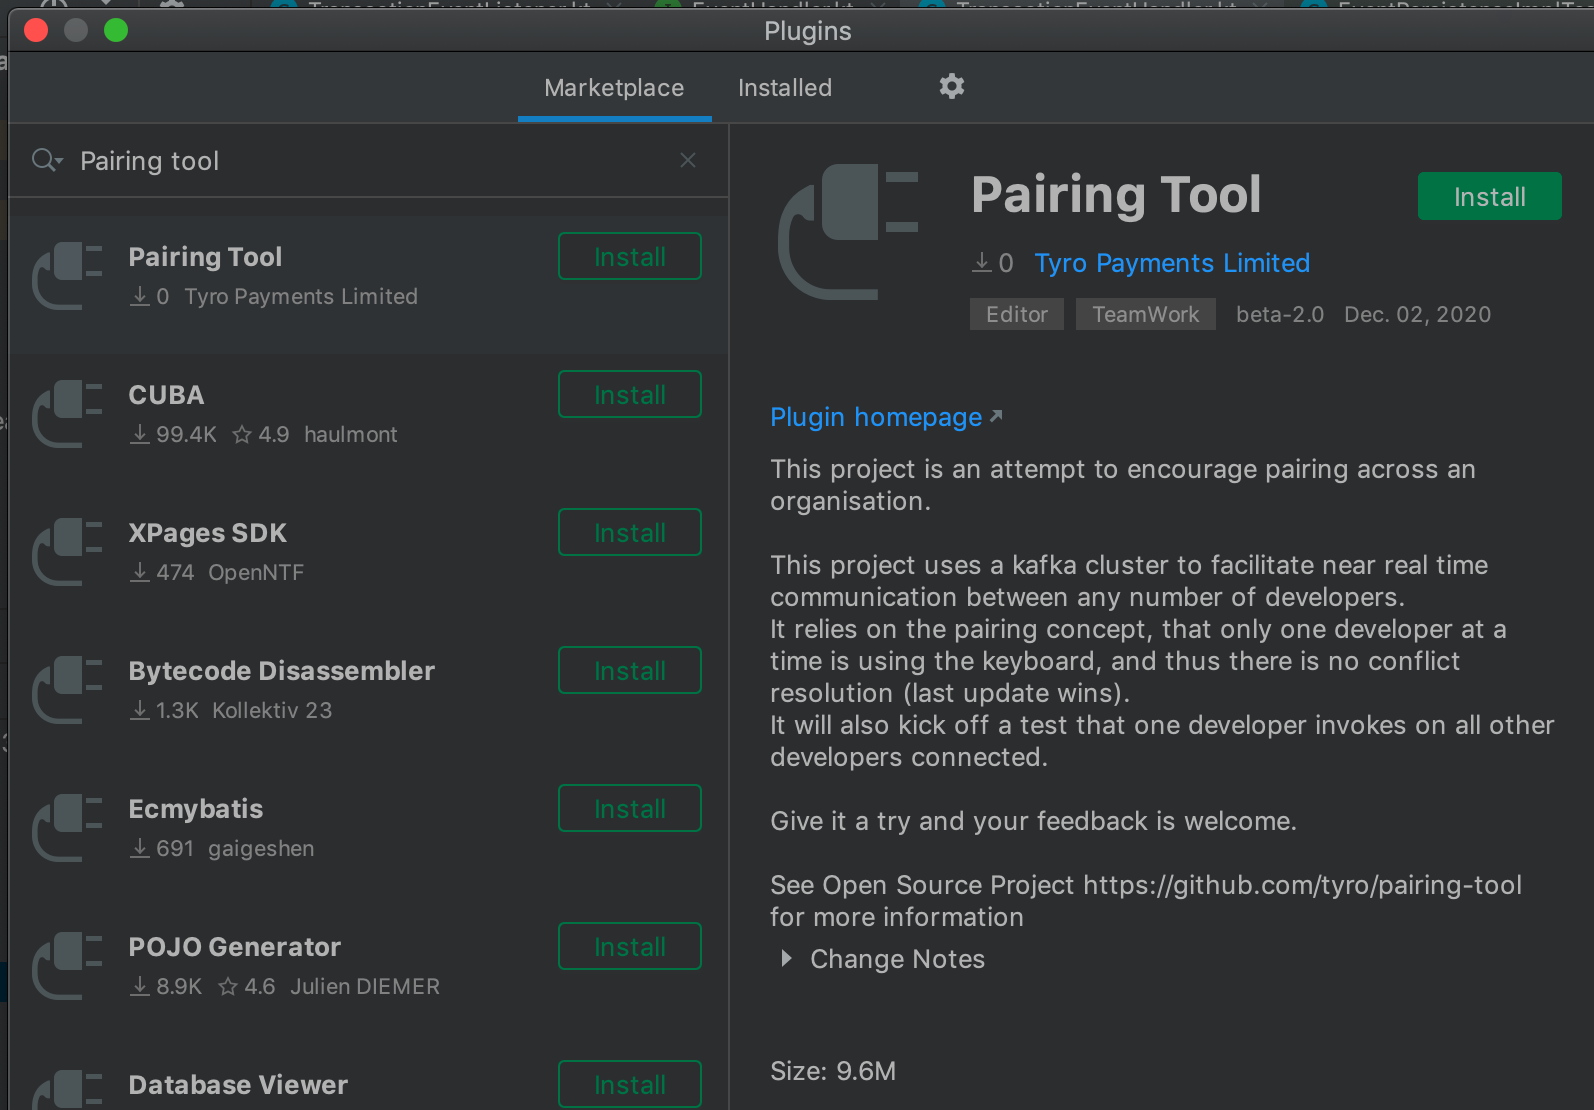 Plugins
Marketplace
Installed
Pairing tool
Pairing Tool
Install
0 Tyro Payments Limited
CUBA
Install
99.4K 4.9 haulmont
XPages SDK
Install
474 OpenNTF
Bytecode Disassembler
Install
1.3K Kollektiv 23
Ecmybatis
Install
691 gaigeshen
POJO Generator
Install
8.9K 4.6 Julien DIEMER
Database Viewer
Install
Pairing Tool
Install
0 Tyro Payments Limited
Editor TeamWork beta-2.0 Dec. 02, 2020
Plugin homepage
This project is an attempt to encourage pairing across an
organisation.
This project uses a kafka cluster to facilitate near real time
communication between any number of developers.
It relies on the pairing concept, that only one developer at a
time is using the keyboard, and thus there is no conflict
resolution (last update wins).
It will also kick off a test that one developer invokes on all other
developers connected.
Give it a try and your feedback is welcome.
See Open Source Project https://github.com/tyro/pairing-tool
for more information
Change Notes
Size: 9.6M